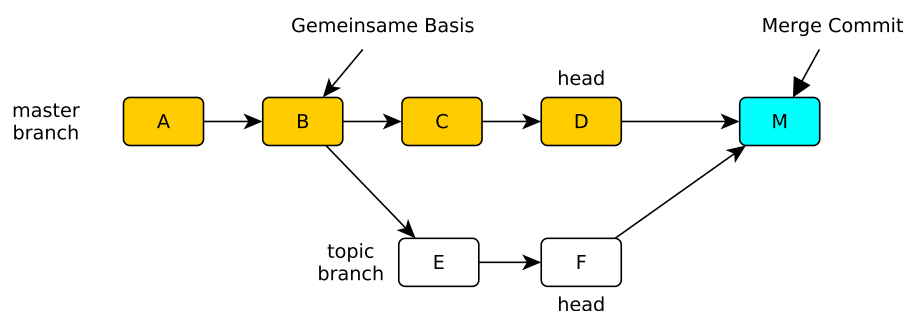 Gemeinsame Basis
Merge Commit
head
master
branch
A
B
C
D
M
topic
branch
E
F
head